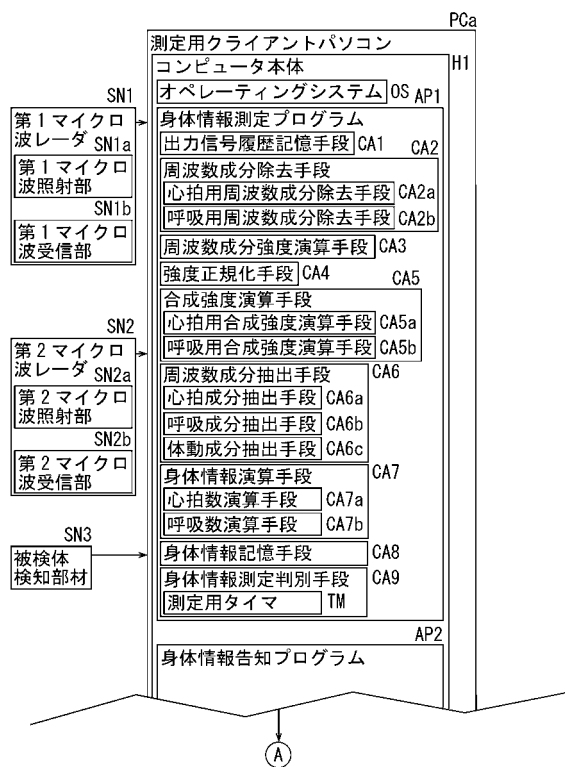 PCa
測定用クライアントパソコン
コンピュータ本体
H1
オペレーティングシステム
OS
AP1
SN1
第1マイクロ
波レーダ
SN1a
第1マイクロ
波照射部
SN1b
第1マイクロ
波受信部
身体情報測定プログラム
出力信号履歴記憶手段
CA1
CA2
周波数成分除去手段
心拍用周波数成分除去手段
CA2a
呼吸用周波数成分除去手段
CA2b
周波数成分強度演算手段
CA3
強度正規化手段
CA4
CA5
合成強度演算手段
心拍用合成強度演算手段
CA5a
呼吸用合成強度演算手段
CA5b
SN2
第2マイクロ
波レーダ
SN2a
第2マイクロ
波照射部
SN2b
第2マイクロ
波受信部
周波数成分抽出手段
CA6
心拍成分抽出手段
CA6a
呼吸成分抽出手段
CA6b
体動成分抽出手段
CA6c
身体情報演算手段
CA7
心拍数演算手段
CA7a
呼吸数演算手段
CA7b
SN3
被検体
検知部材
身体情報記憶手段
CA8
身体情報測定判別手段
CA9
測定用タイマ
TM
AP2
身体情報告知プログラム
A